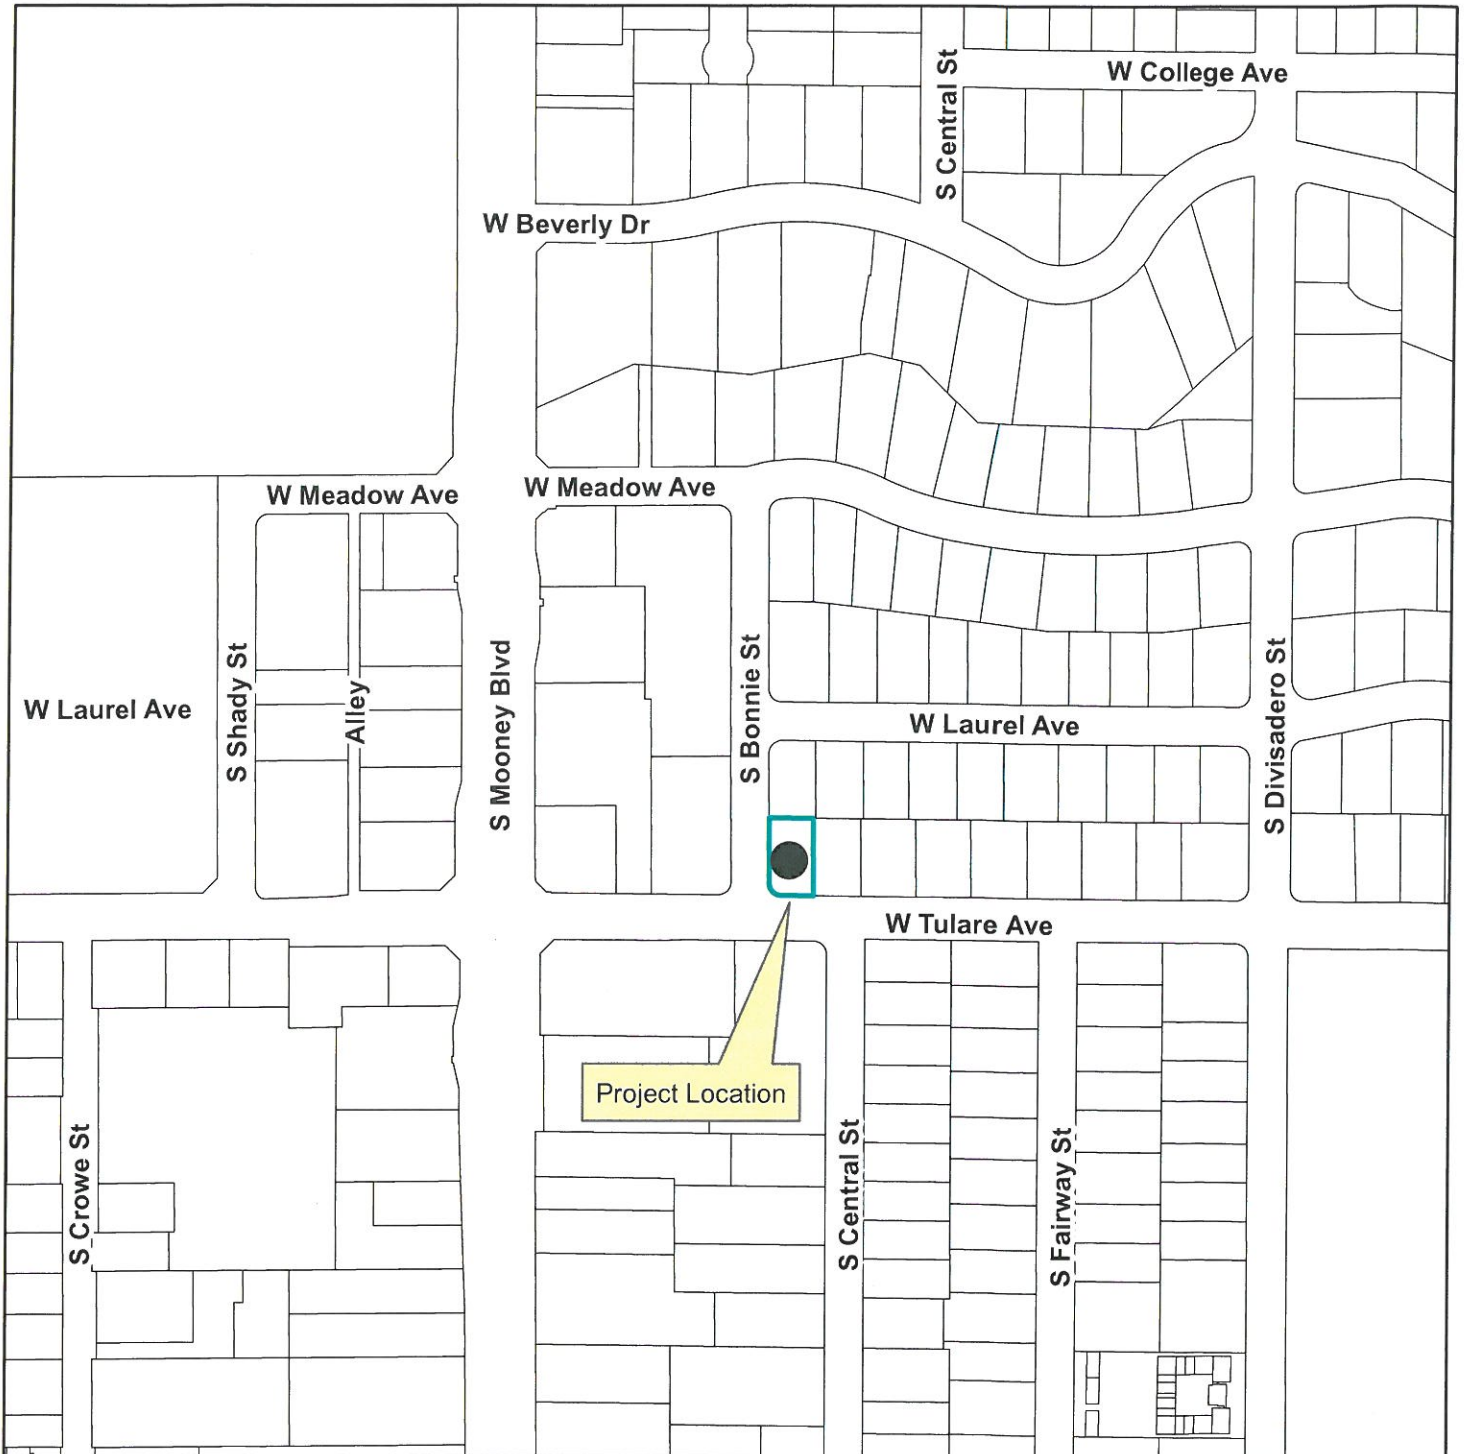 W College Ave
S Central St
W Beverly Dr
W Meadow Ave
W Meadow Ave
S Shady St
Alley
S Mooney Blvd
S Bonnie St
S Divisadero St
W Laurel Ave
W Laurel Ave
W Tulare Ave
Project Location
S Crowe St
S Central St
S Fairway St